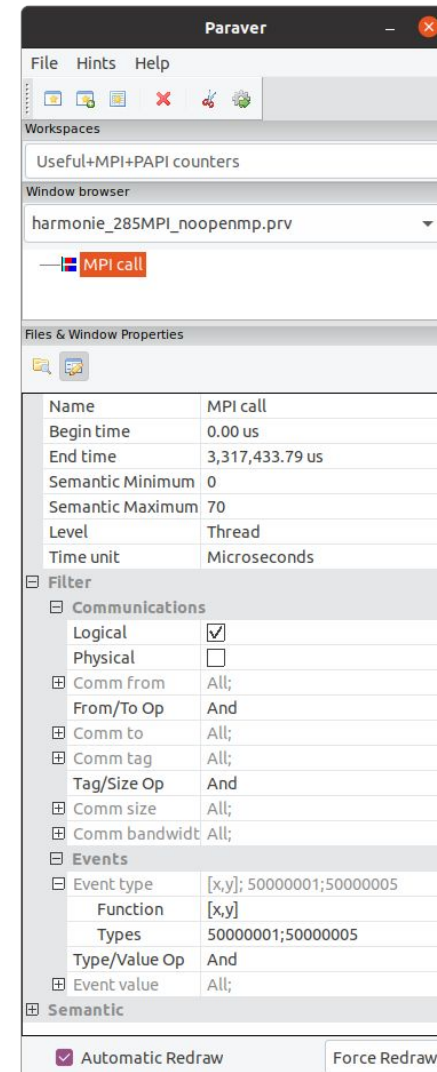 Paraver
File Hints Help
Workspaces
Useful+MPI+PAPI counters
Window browser
harmonie_285MPI_noopenmp.prv
MPI call
Files & Window Properties
Name MPI call
Begin time 0.00 us
End time 3,317,433.79 us
Semantic Minimum 0
Semantic Maximum 70
Level Thread
Time unit Microseconds
Filter
Communications
Logical
Physical
Comm from All;
From/To Op And
Comm to All;
Comm tag All;
Tag/Size Op And
Comm size All;
Comm bandwidt All;
Events
Event type [x,y]; 50000001;50000005
Function [x,y]
Types 50000001;50000005
Type/Value Op And
Event value All;
Semantic
Automatic Redraw Force Redraw